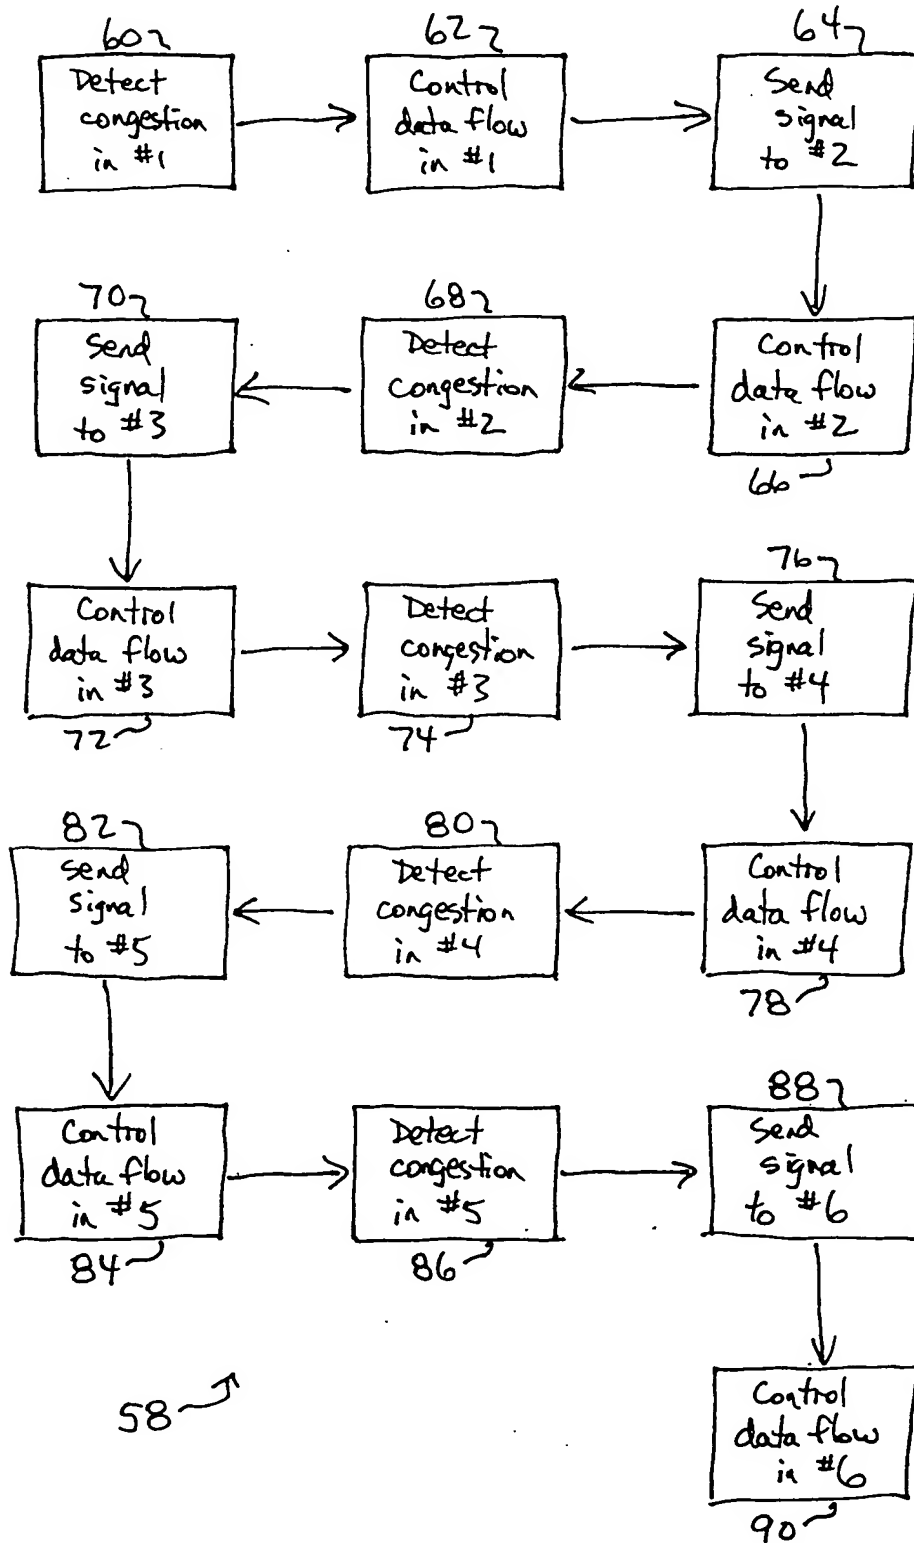 60
Detect
congestion
in #1
62
Control
data flow
in #1
64
Send
signal
to #2
70
Send
signal
to #3
68
Detect
congestion
in #2
Control
data flow
in #2
66
Control
data flow
in #3
72
Detect
congestion
in #3
74
76
Send
signal
to #4
82
Send
signal
to #5
80
Detect
congestion
in #4
Control
data flow
in #4
78
Control
data flow
in #5
84
Detect
congestion
in #5
86
88
Send
signal
to #6
58
Control
data flow
in #6
90